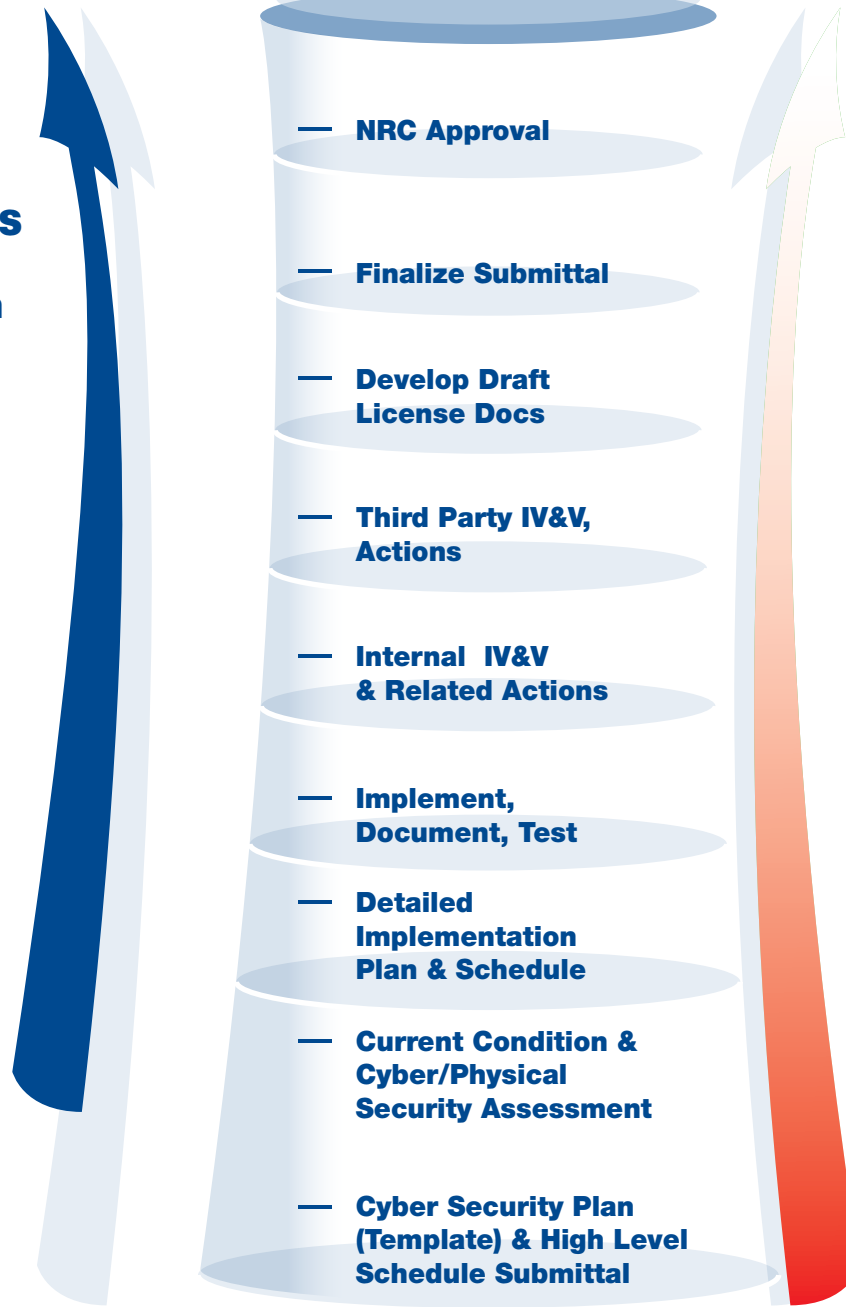 NRC Approval
s
Finalize Submittal
Develop Draft
License Docs
Third Party IV&V,
Actions
Internal IV&V
& Related Actions
Implement,
Document, Test
Detailed
Implementation
Plan & Schedule
Current Condition &
Cyber/Physical
Security Assessment
Cyber Security Plan
(Template) & High Level
Schedule Submittal